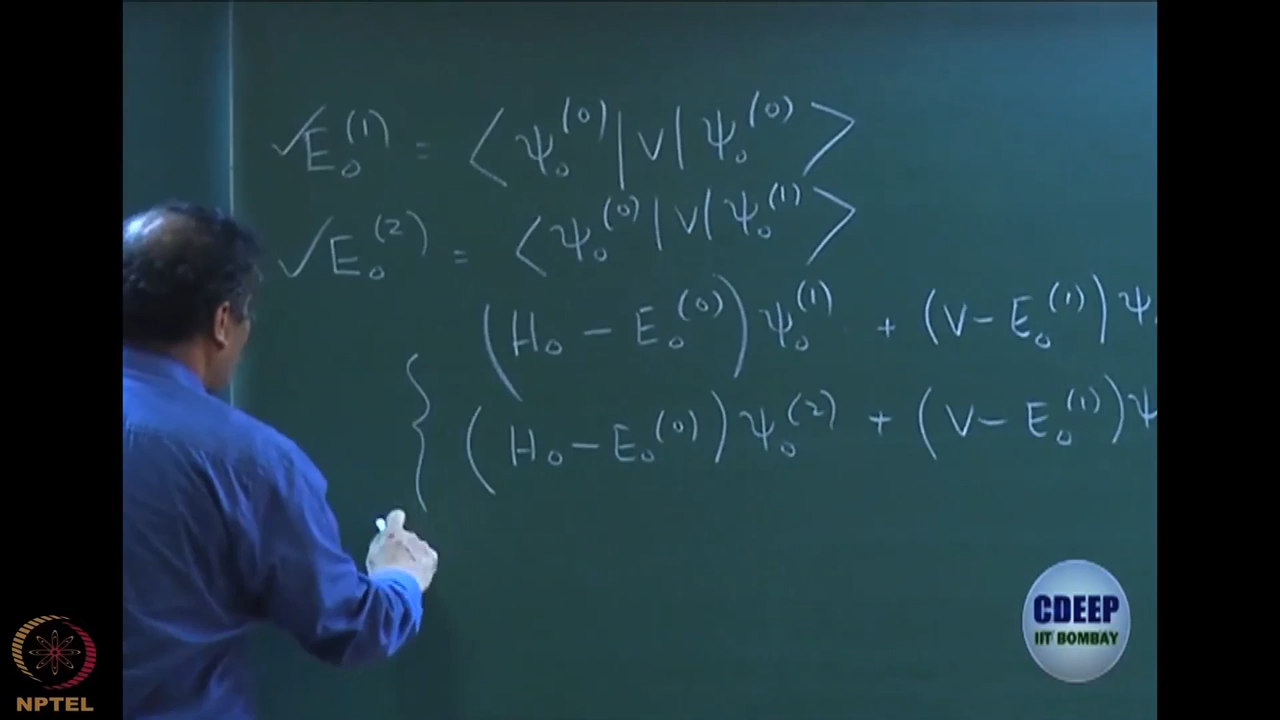 ✓E₀⁽¹⁾ = ⟨ψ₀⁽⁰⁾|V|ψ₀⁽⁰⁾⟩
✓E₀⁽²⁾ = ⟨ψ₀⁽⁰⁾|V|ψ₀⁽¹⁾⟩
(H₀ − E₀⁽⁰⁾)ψ₀⁽¹⁾ + (V − E₀⁽¹⁾)ψ
{ (H₀ − E₀⁽⁰⁾)ψ₀⁽²⁾ + (V − E₀⁽¹⁾)ψ
CDEEP
IIT BOMBAY
NPTEL